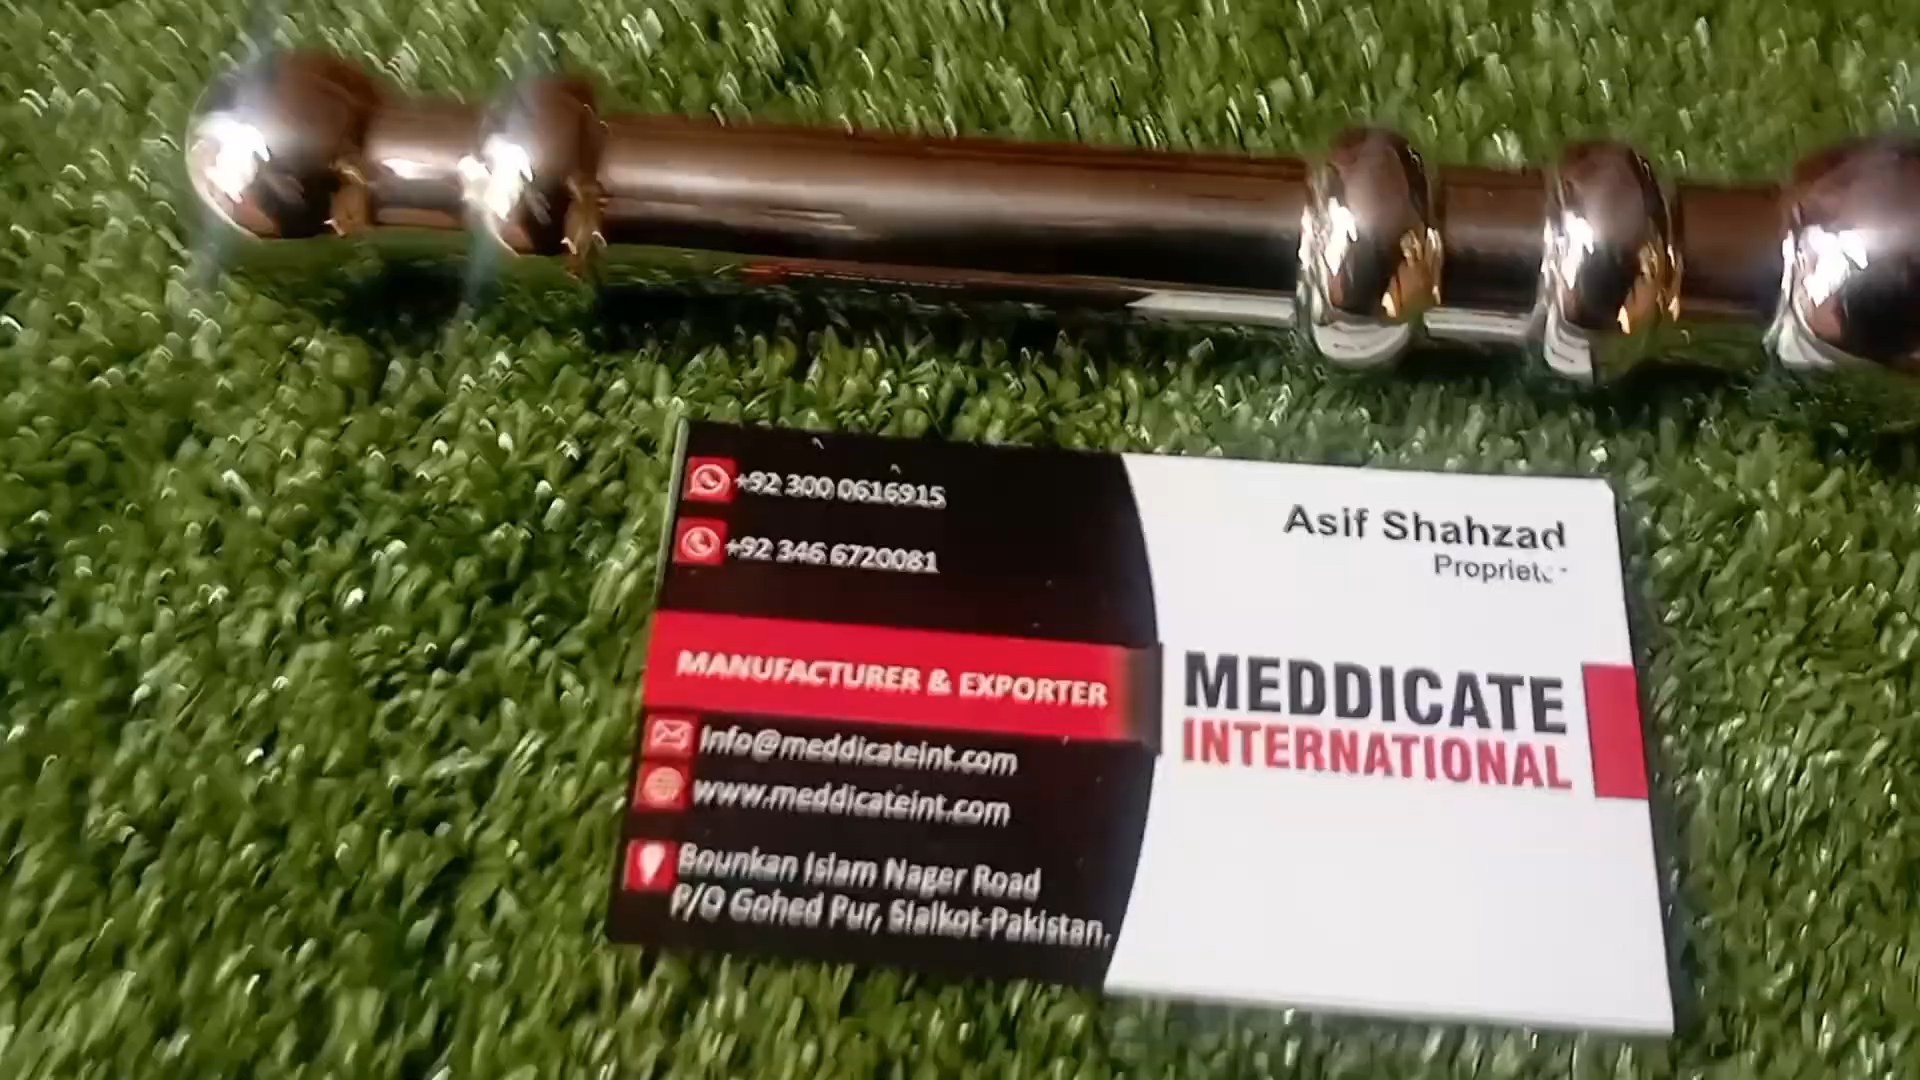 +92 300 0616915
+92 346 6720081
MANUFACTURER & EXPORTER
Info@meddicateint.com
www.meddicateint.com
Bounkan Islam Nager Road
P/O Gohed Pur, Sialkot-Pakistan.
Asif Shahzad
MEDDICATE
INTERNATIONAL